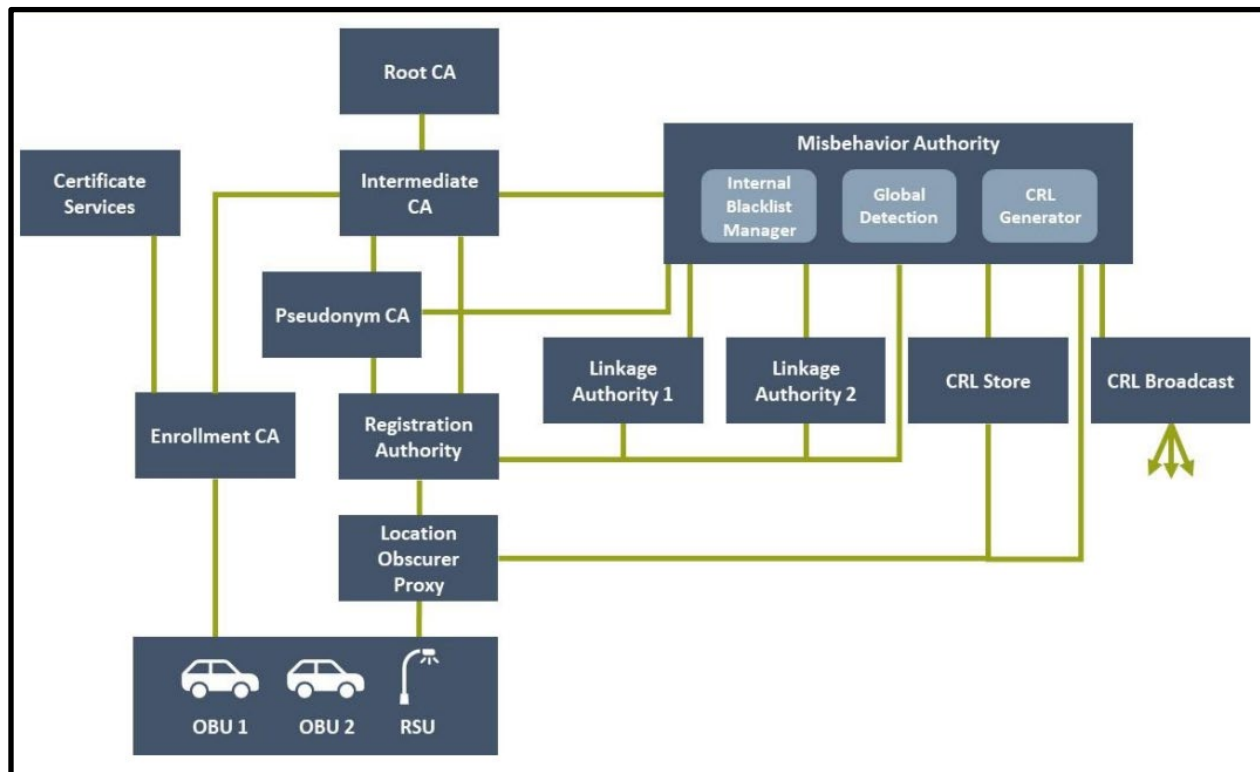 Root CA
Certificate
Services
Intermediate
CA
Misbehavior Authority
Internal
Blacklist
Manager
Global
Detection
CRL
Generator
Pseudonym CA
Linkage
Authority 1
Linkage
Authority 2
CRL Store
CRL Broadcast
Enrollment CA
Registration
Authority
Location
Obscurer
Proxy
OBU 1
OBU 2
RSU